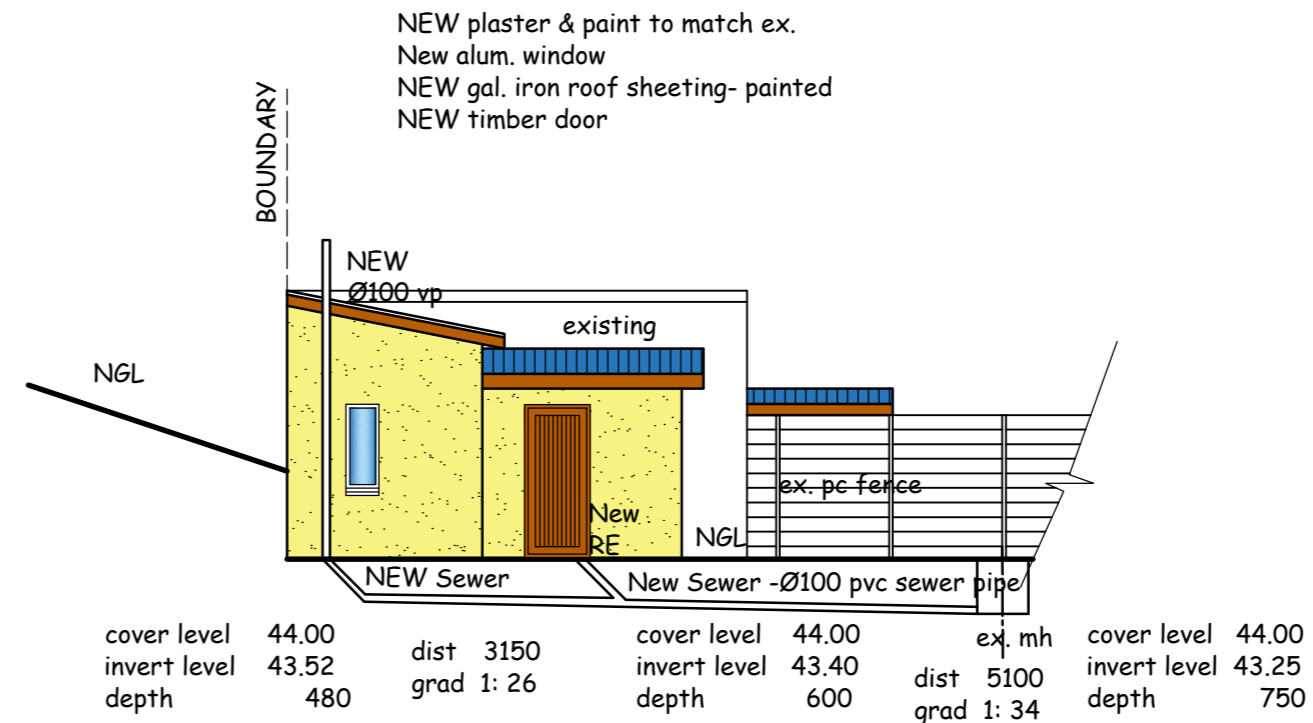 NEW plaster & paint to match ex.
New alum. window
NEW gal. iron roof sheeting- painted
NEW timber door
BOUNDARY
NEW
Ø100 vp
existing
NGL
ex. pc fence
New
RE
NGL
NEW Sewer
New Sewer -Ø100 pvc sewer pipe
cover level 44.00
invert level 43.52
depth 480
dist 3150
grad 1: 26
cover level 44.00
invert level 43.40
depth 600
ex. mh
dist 5100
grad 1: 34
cover level 44.00
invert level 43.25
depth 750